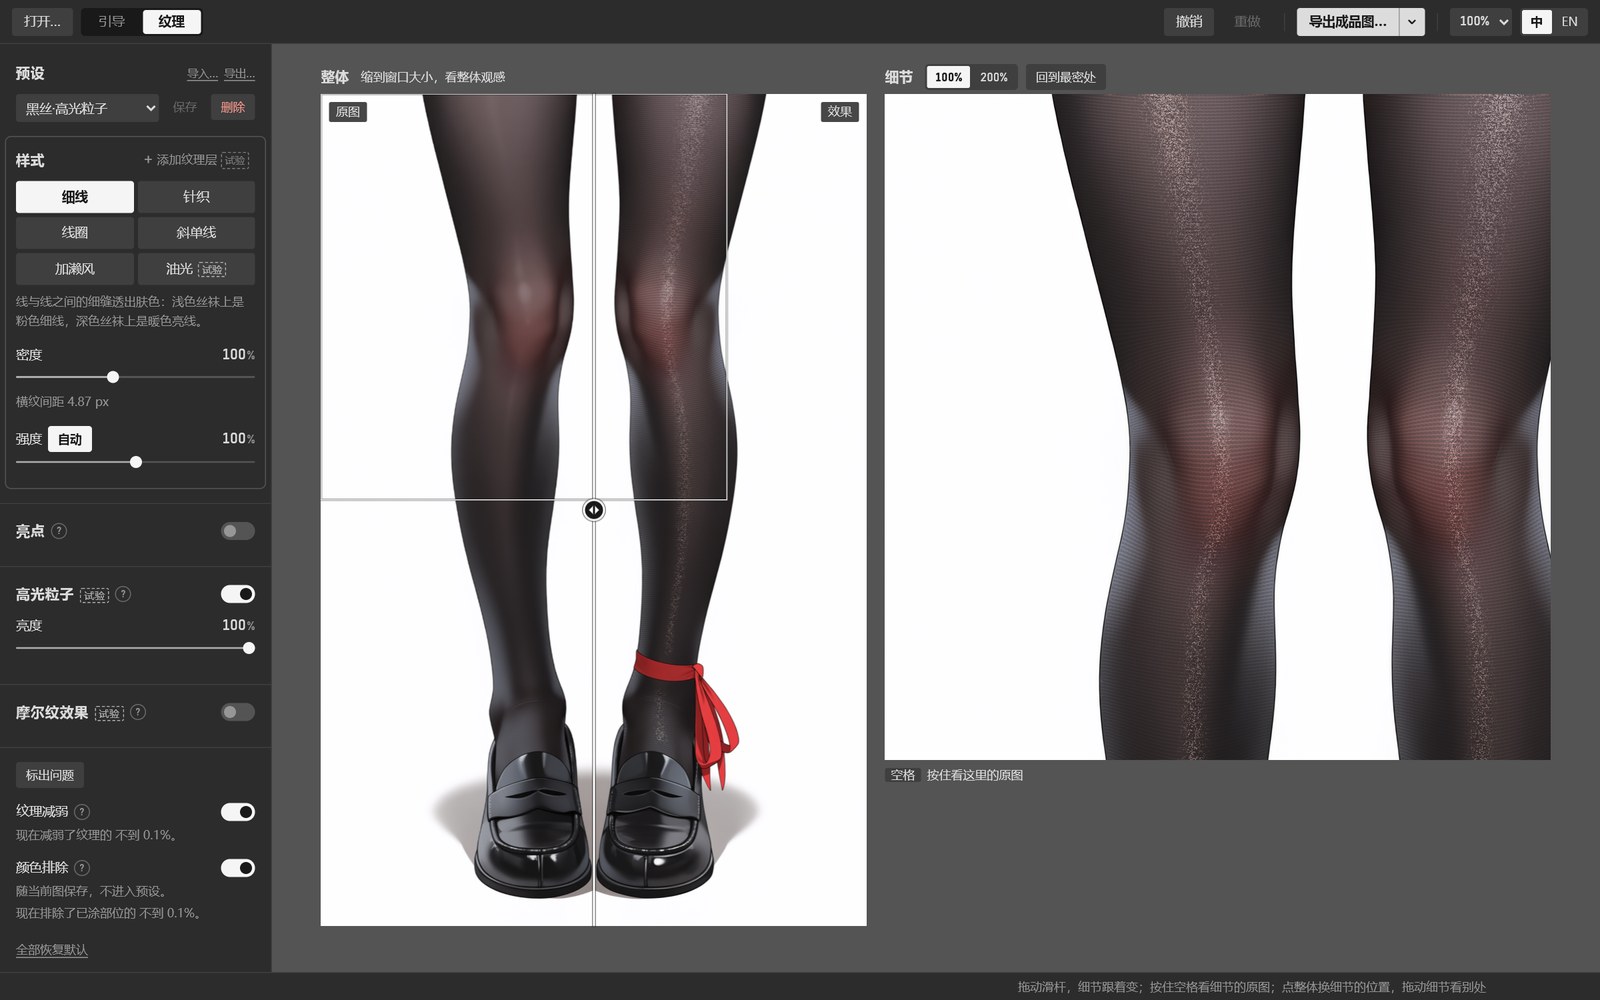 打开...
引导
纹理
撤销
重做
导出成品图...
100%
中
EN
预设
导入...
导出...
黑丝·高光粒子
保存
删除
样式
+ 添加纹理层 试验
细线
针织
线圈
斜单线
加濑风
油光 试验
线与线之间的细缝透出肤色：浅色丝袜上是
粉色细线，深色丝袜上是暖色亮线。
密度
100%
横纹间距 4.87 px
强度
自动
100%
亮点 ?
高光粒子 试验 ?
亮度
100%
摩尔纹效果 试验 ?
标出问题
纹理减弱 ?
现在减弱了纹理的 不到 0.1%。
颜色排除 ?
随当前图保存，不进入预设。
现在排除了已涂部位的 不到 0.1%。
全部恢复默认
整体 缩到窗口大小，看整体观感
原图
效果
细节
100%
200%
回到最密处
空格 按住看这里的原图
拖动滑杆，细节跟着变；按住空格看细节的原图；点整体换细节的位置，拖动细节看别处